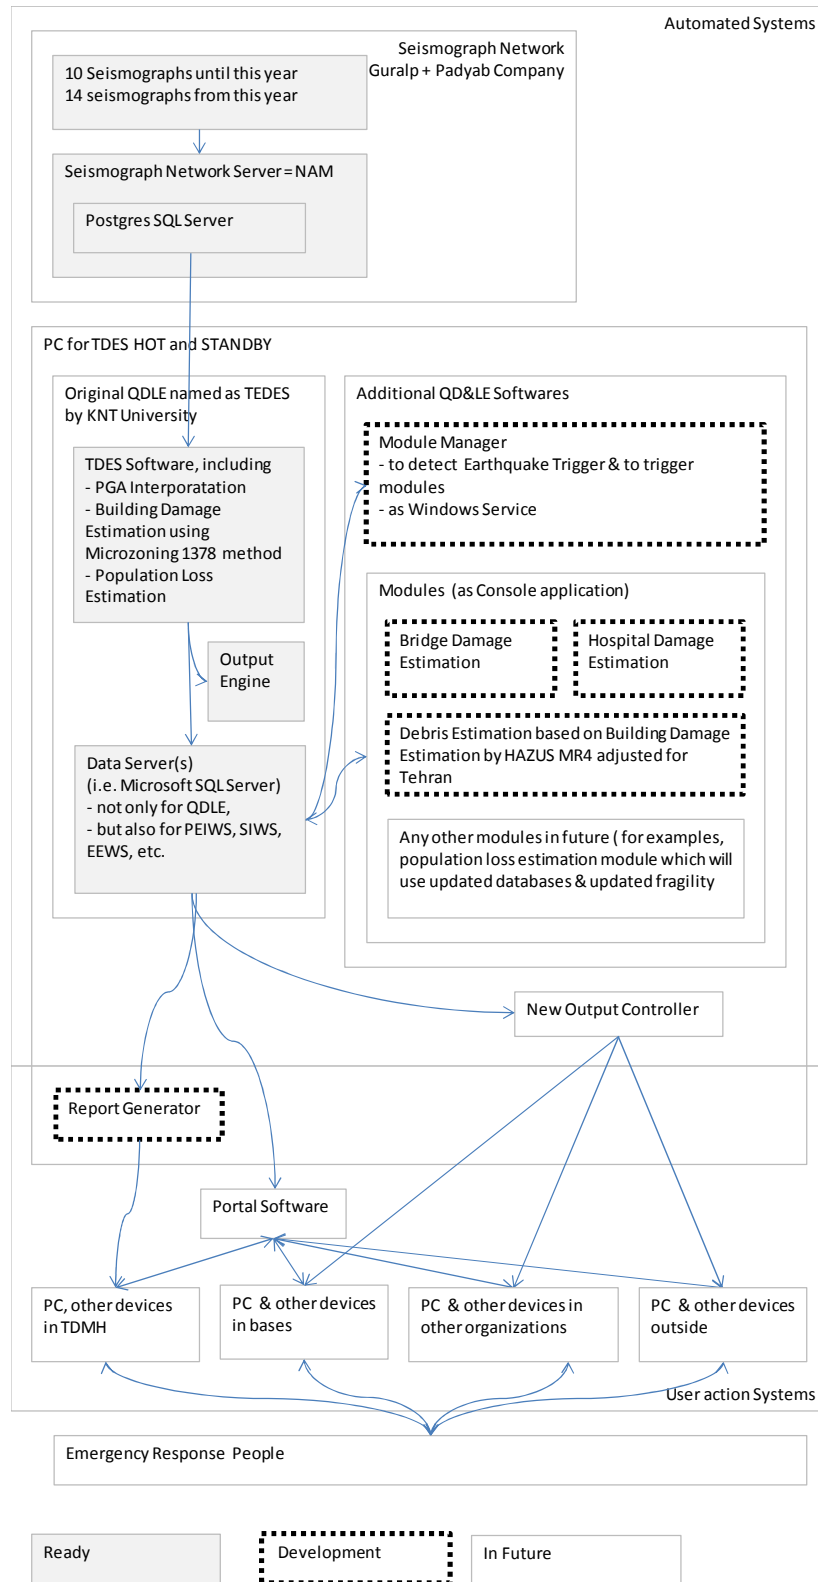 Automated Systems
Seismograph Network
Guralp + Padyab Company
10 Seismographs until this year
14 seismographs from this year
Seismograph Network Server = NAM
Postgres SQL Server
PC for TDES HOT and STANDBY
Original QDLE named as TEDES
by KNT University
TDES Software, including
- PGA Interporatation
- Building Damage
Estimation using
Microzoning 1378 method
- Population Loss
Estimation
Output
Engine
Data Server(s)
(i.e. Microsoft SQL Server)
- not only for QDLE,
- but also for PEIWS, SIWS,
EEWS, etc.
Additional QD&LE Softwares
Module Manager
- to detect Earthquake Trigger & to trigger
modules
- as Windows Service
Modules (as Console application)
Bridge Damage
Estimation
Hospital Damage
Estimation
Debris Estimation based on Building Damage
Estimation by HAZUS MR4 adjusted for
Tehran
Any other modules in future ( for examples,
population loss estimation module which will
use updated databases & updated fragility
New Output Controller
Report Generator
Portal Software
PC, other devices
in TDMH
PC & other devices
in bases
PC & other devices in
other organizations
PC & other devices
outside
User action Systems
Emergency Response People
Ready
Development
In Future